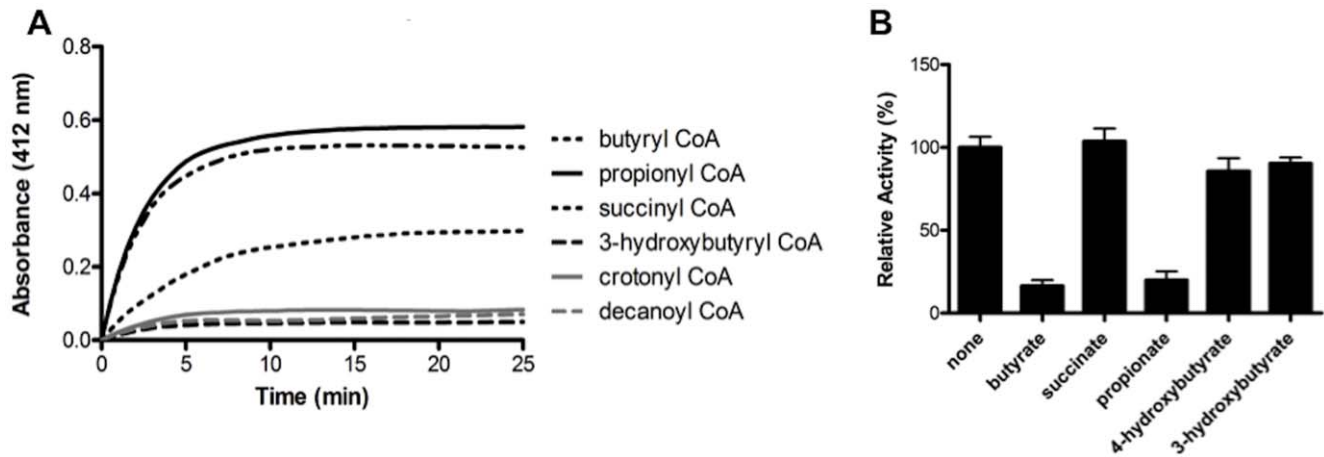 A
Absorbance (412 nm)
0.8
0.6
0.4
0.2
0.0
0
5
10
15
20
25
Time (min)
butyryl CoA
propionyl CoA
succinyl CoA
3-hydroxybutyryl CoA
crotonyl CoA
decanoyl CoA
B
Relative Activity (%)
150
100
50
0
none
butyrate
succinate
propionate
4-hydroxybutyrate
3-hydroxybutyrate